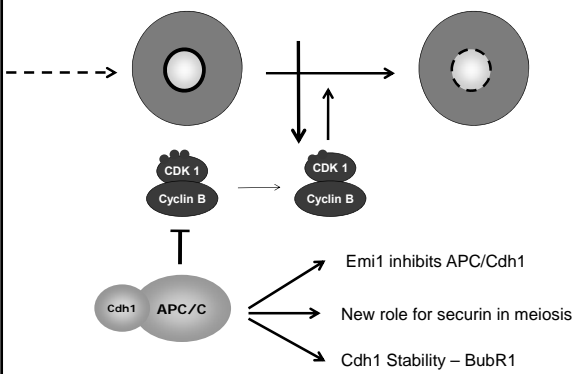 CDK 1
Cyclin B
CDK 1
Cyclin B
Emi1 inhibits APC/Cdh1
Cdh1
APC/C
New role for securin in meiosis
Cdh1 Stability – BubR1